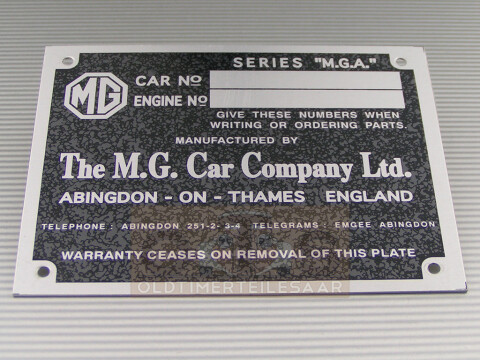 SERIES "M.G.A."
MG
CAR No
ENGINE No
GIVE THESE NUMBERS WHEN
WRITING OR ORDERING PARTS.
MANUFACTURED BY
The M.G. Car Company Ltd.
ABINGDON - ON - THAMES ENGLAND
TELEPHONE : ABINGDON 251-2-3-4 TELEGRAMS : EMGEE ABINGDON
WARRANTY CEASES ON REMOVAL OF THIS PLATE
OLDTIMERTEILESAAR